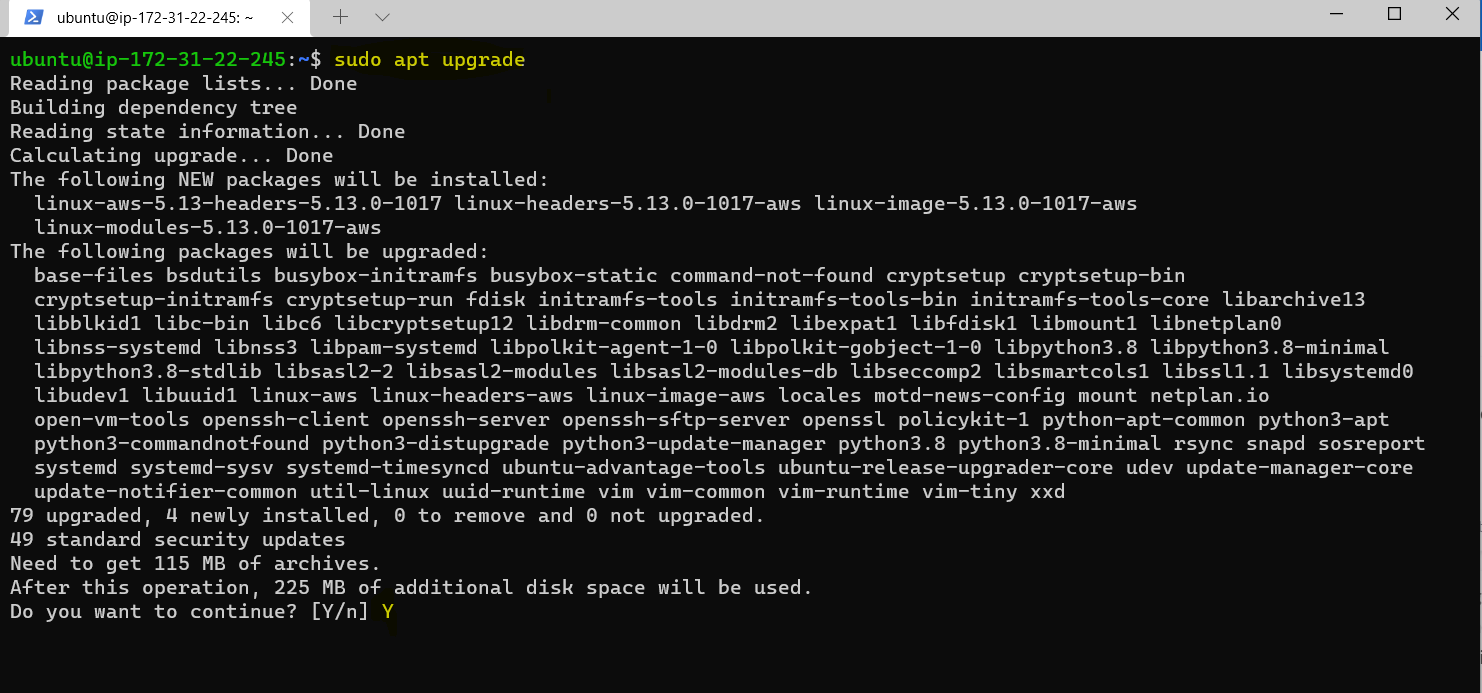 ubuntu@ip-172-31-22-245: ~
ubuntu@ip-172-31-22-245:~$ sudo apt upgrade
Reading package lists... Done
Building dependency tree
Reading state information... Done
Calculating upgrade... Done
The following NEW packages will be installed:
  linux-aws-5.13-headers-5.13.0-1017 linux-headers-5.13.0-1017-aws linux-image-5.13.0-1017-aws
  linux-modules-5.13.0-1017-aws
The following packages will be upgraded:
  base-files bsdutils busybox-initramfs busybox-static command-not-found cryptsetup cryptsetup-bin
  cryptsetup-initramfs cryptsetup-run fdisk initramfs-tools initramfs-tools-bin initramfs-tools-core libarchive13
  libblkid1 libc-bin libc6 libcryptsetup12 libdrm-common libdrm2 libexpat1 libfdisk1 libmount1 libnetplan0
  libnss-systemd libnss3 libpam-systemd libpolkit-agent-1-0 libpolkit-gobject-1-0 libpython3.8 libpython3.8-minimal
  libpython3.8-stdlib libsasl2-2 libsasl2-modules libsasl2-modules-db libseccomp2 libsmartcols1 libssl1.1 libsystemd0
  libudev1 libuuid1 linux-aws linux-headers-aws linux-image-aws locales motd-news-config mount netplan.io
  open-vm-tools openssh-client openssh-server openssh-sftp-server openssl policykit-1 python-apt-common python3-apt
  python3-commandnotfound python3-distupgrade python3-update-manager python3.8 python3.8-minimal rsync snapd sosreport
  systemd systemd-sysv systemd-timesyncd ubuntu-advantage-tools ubuntu-release-upgrader-core udev update-manager-core
  update-notifier-common util-linux uuid-runtime vim vim-common vim-runtime vim-tiny xxd
79 upgraded, 4 newly installed, 0 to remove and 0 not upgraded.
49 standard security updates
Need to get 115 MB of archives.
After this operation, 225 MB of additional disk space will be used.
Do you want to continue? [Y/n] Y